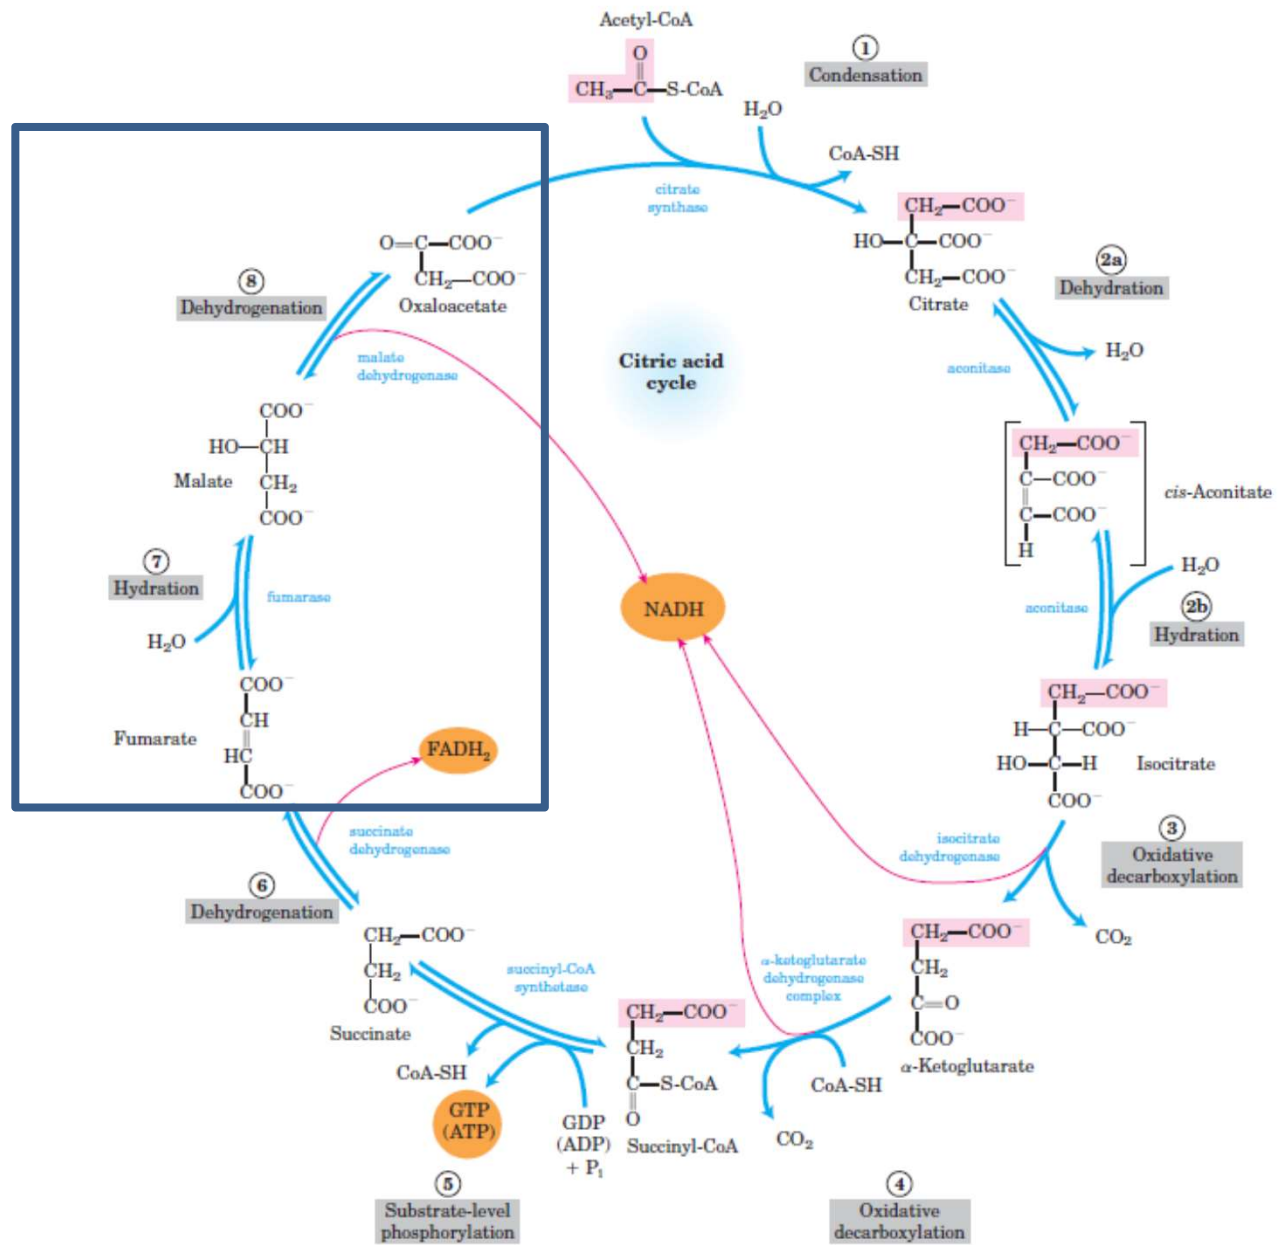 Acetyl-CoA
O
CH₃—C—S-CoA
①
Condensation
H₂O
CoA-SH
citrate
synthase
CH₂—COO⁻
HO—C—COO⁻
CH₂—COO⁻
Citrate
2a
Dehydration
H₂O
aconitase
CH₂—COO⁻
C—COO⁻
C—COO⁻
H
cis-Aconitate
H₂O
aconitase
2b
Hydration
CH₂—COO⁻
H—C—COO⁻
HO—C—H
COO⁻
Isocitrate
③
Oxidative
decarboxylation
isocitrate
dehydrogenase
CO₂
CH₂—COO⁻
CH₂
C=O
COO⁻
α-Ketoglutarate
α-ketoglutarate
dehydrogenase
complex
CoA-SH
CO₂
④
Oxidative
decarboxylation
CH₂—COO⁻
CH₂
C—S-CoA
O
Succinyl-CoA
succinyl-CoA
synthetase
GDP
(ADP)
+ Pᵢ
GTP
(ATP)
CoA-SH
⑤
Substrate-level
phosphorylation
CH₂—COO⁻
CH₂
COO⁻
Succinate
⑥
Dehydrogenation
succinate
dehydrogenase
FADH₂
COO⁻
CH
HC
COO⁻
Fumarate
⑦
Hydration
H₂O
fumarase
COO⁻
HO—CH
CH₂
COO⁻
Malate
⑧
Dehydrogenation
malate
dehydrogenase
O=C—COO⁻
CH₂—COO⁻
Oxaloacetate
Citric acid
cycle
NADH